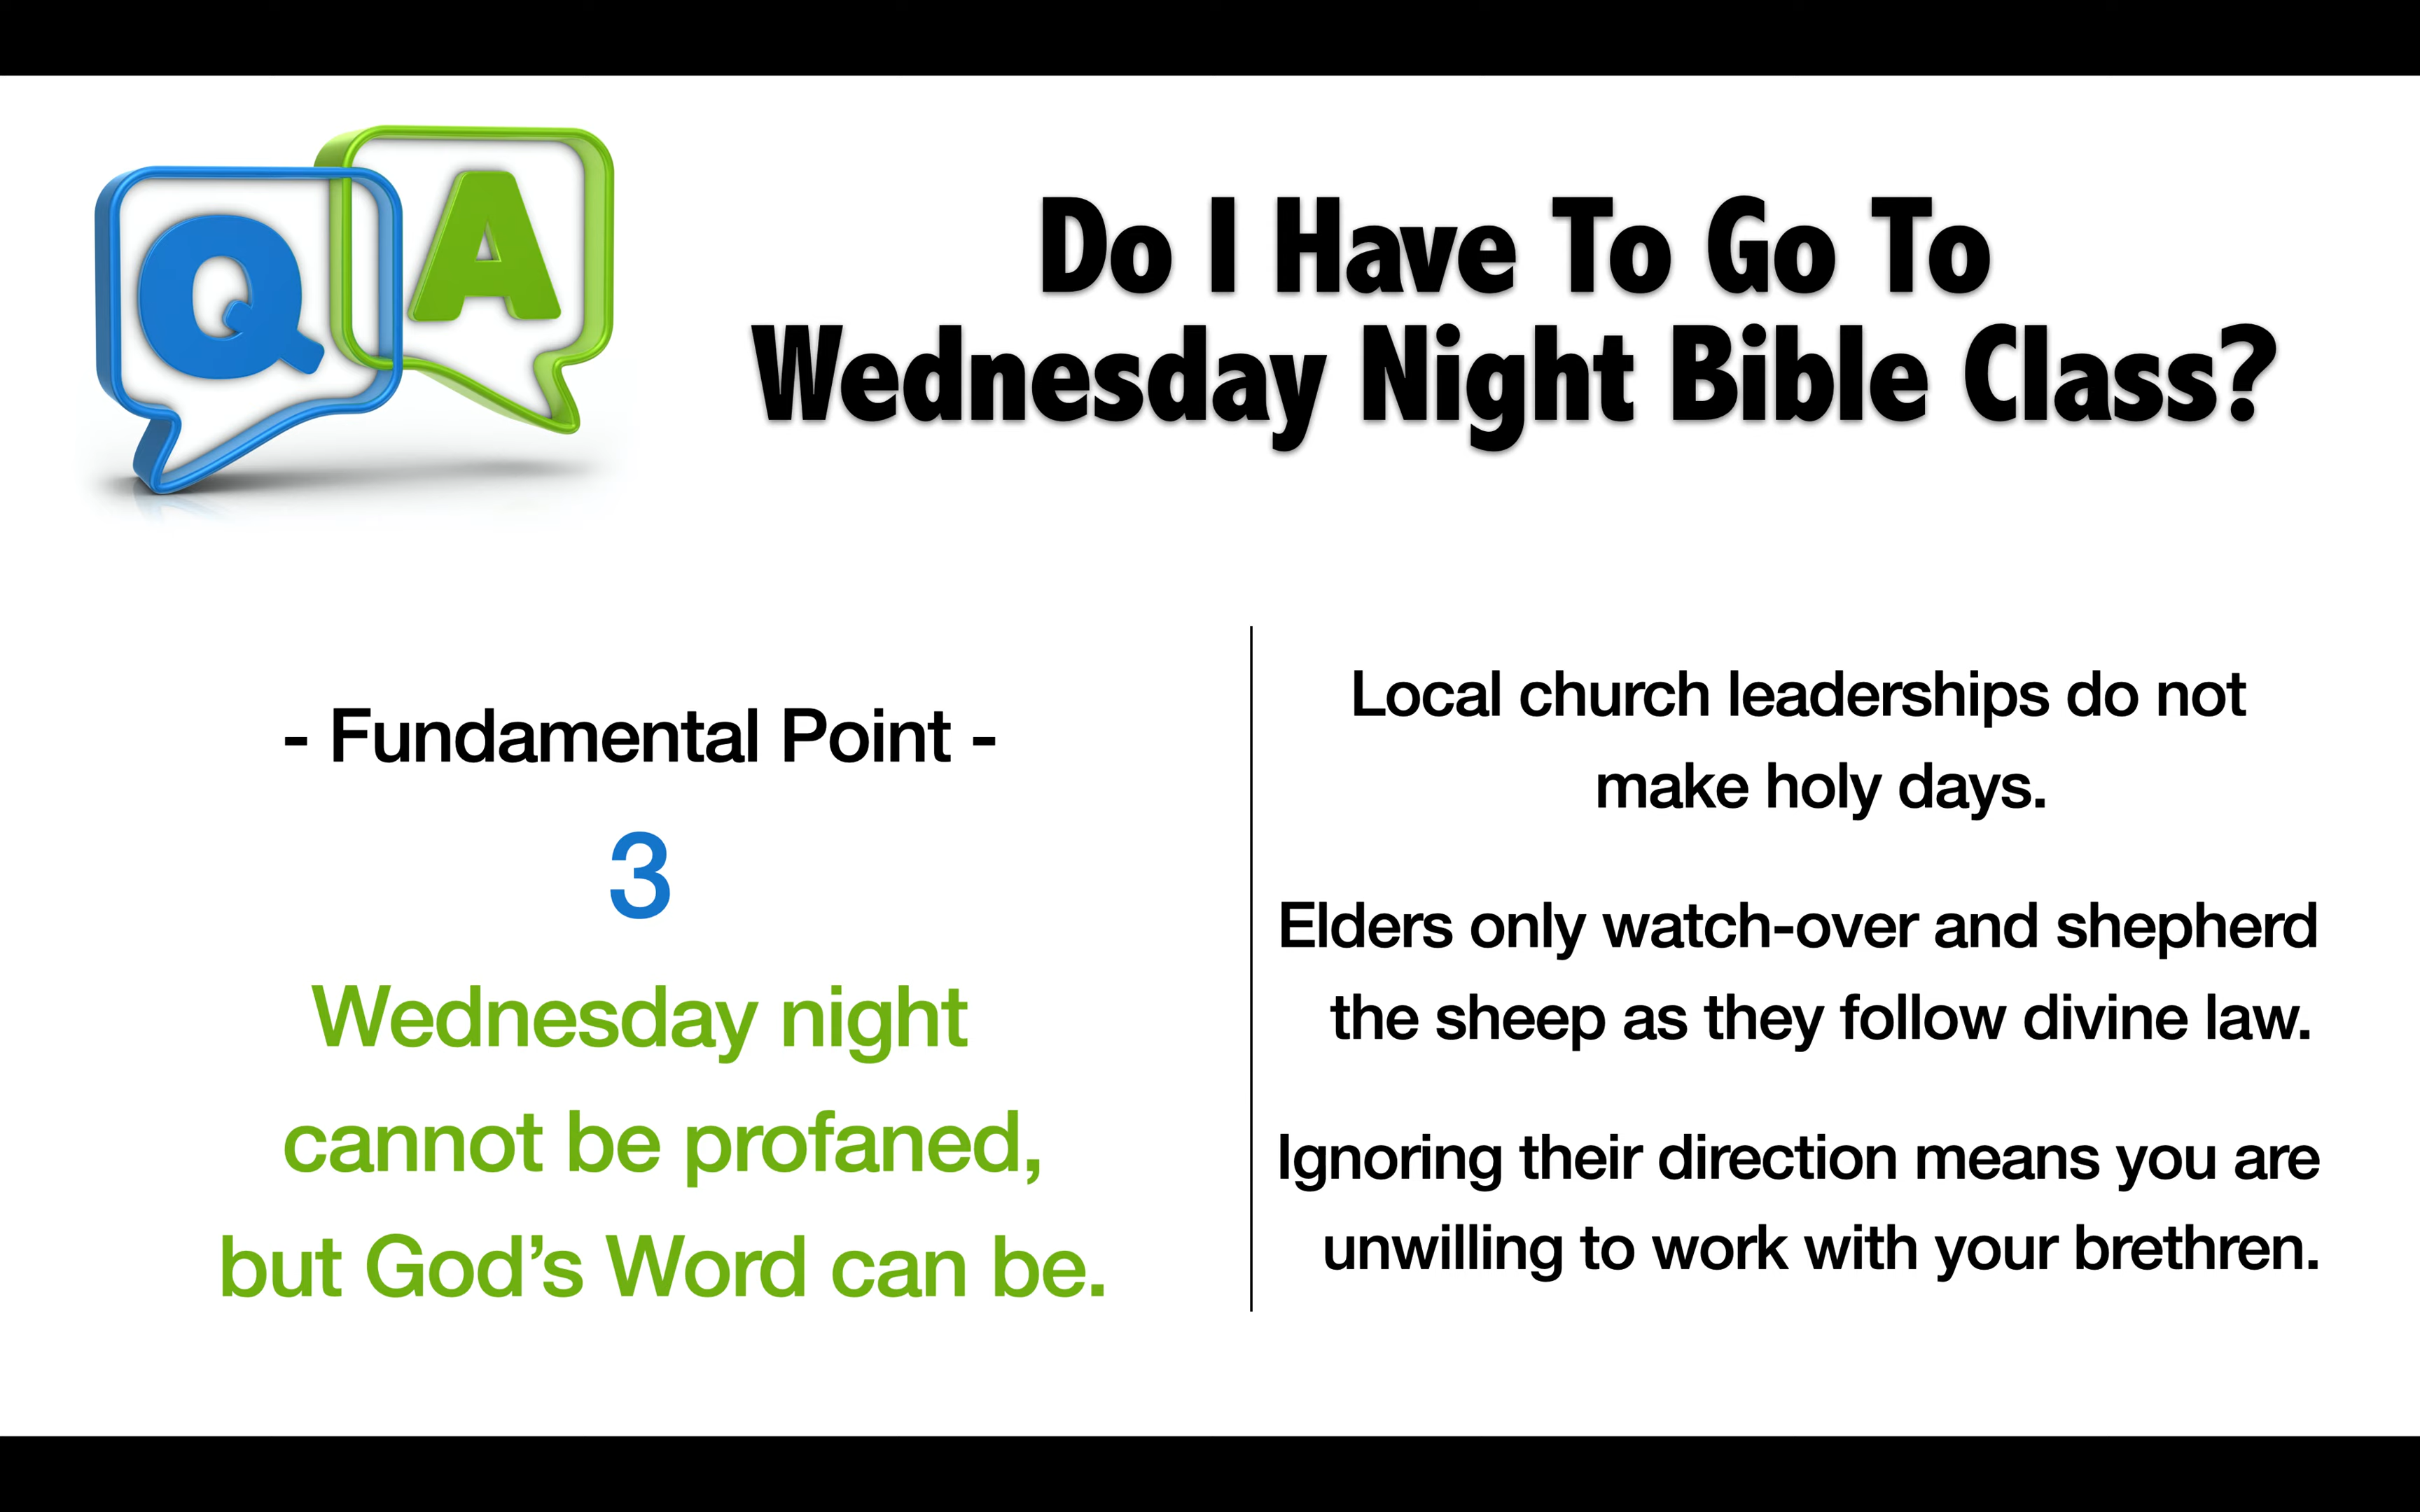 Q A
Do I Have To Go To
Wednesday Night Bible Class?
- Fundamental Point -
3
Wednesday night
cannot be profaned,
but God’s Word can be.
Local church leaderships do not
make holy days.
Elders only watch-over and shepherd
the sheep as they follow divine law.
Ignoring their direction means you are
unwilling to work with your brethren.